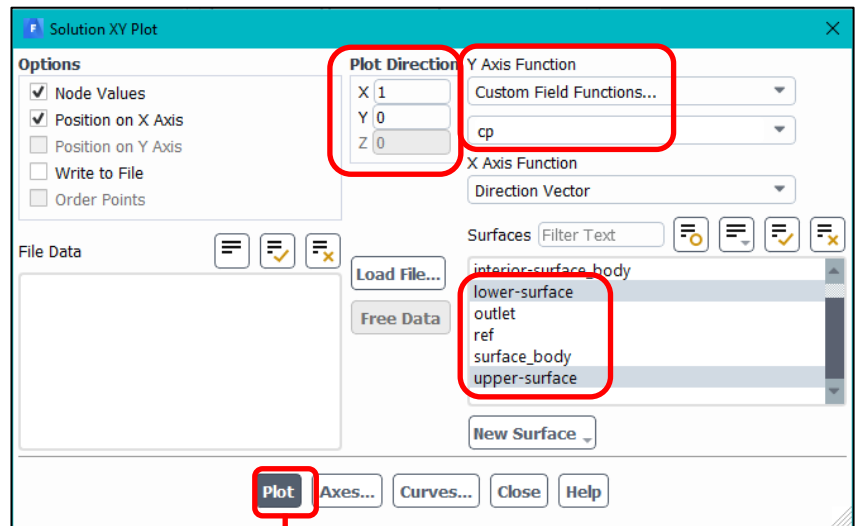 Solution XY Plot
Options
Node Values
Position on X Axis
Position on Y Axis
Write to File
Order Points
Plot Direction
X 1
Y 0
Z 0
Y Axis Function
Custom Field Functions...
cp
X Axis Function
Direction Vector
File Data
Load File...
Free Data
Surfaces Filter Text
interior-surface_body
lower-surface
outlet
ref
surface_body
upper-surface
New Surface
Plot Axes... Curves... Close Help